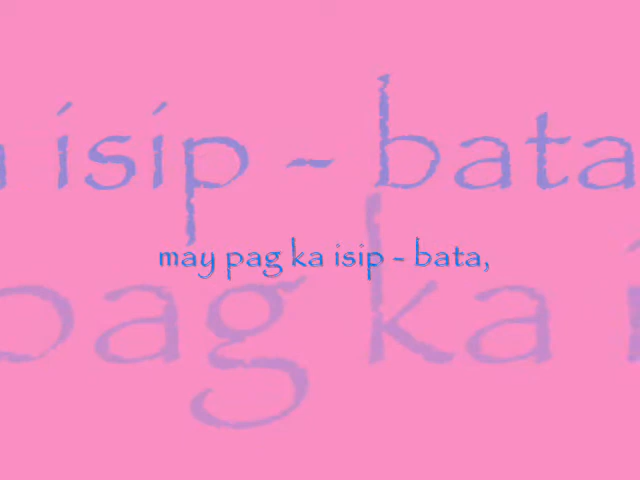 isip - bata
may pag ka isip - bata,
pag ka i